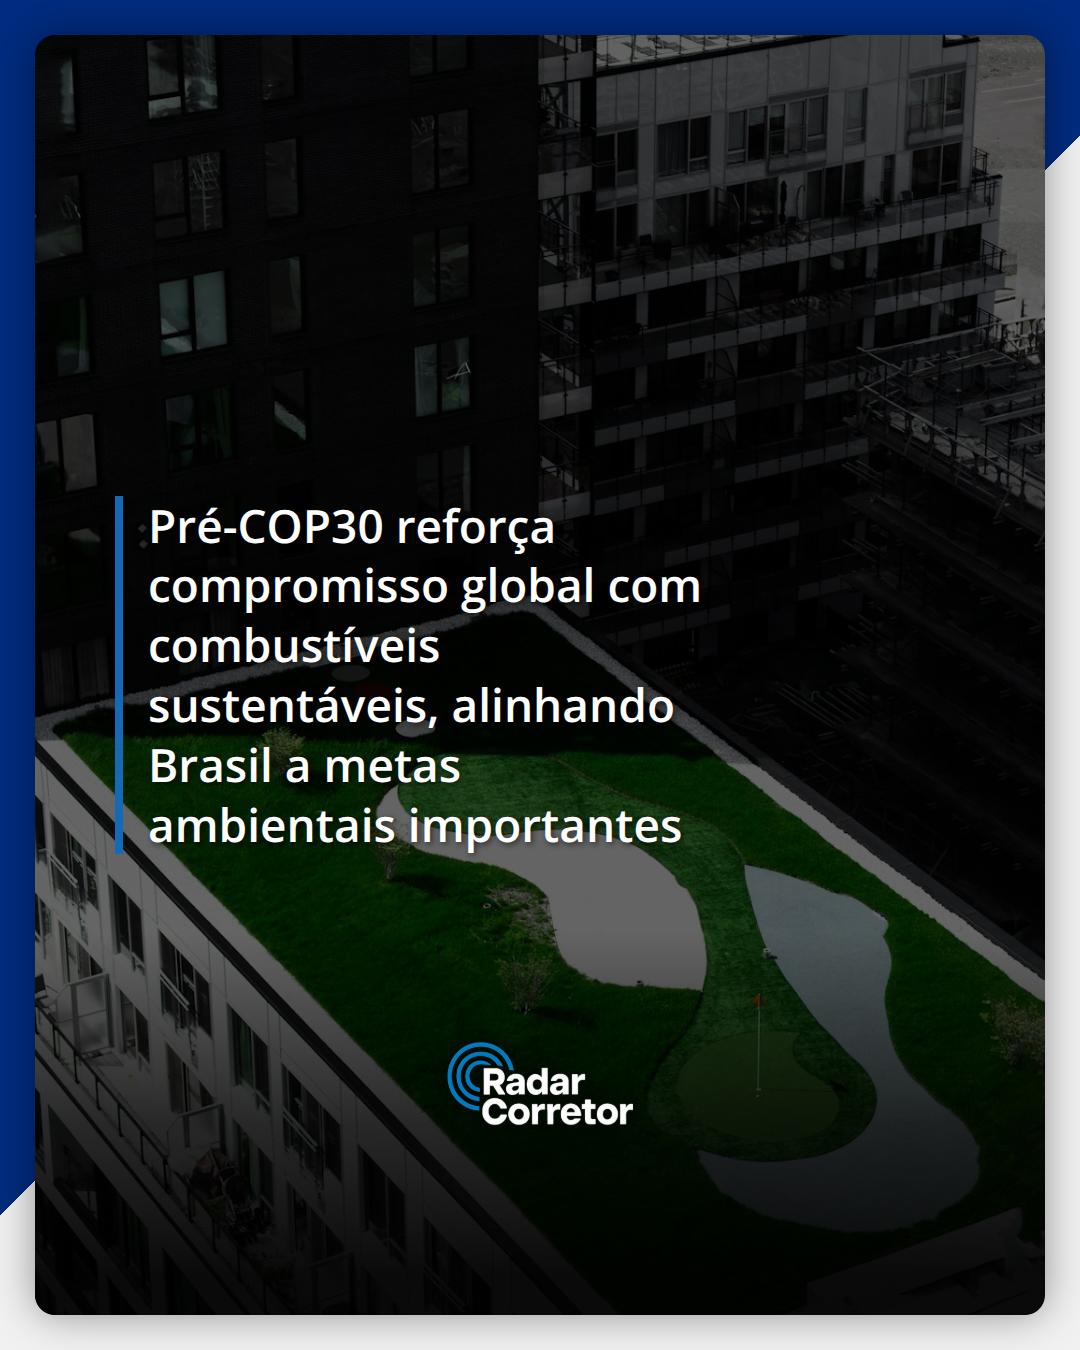 Pré-COP30 reforça
compromisso global com
combustíveis
sustentáveis, alinhando
Brasil a metas
ambientais importantes
Radar
Corretor